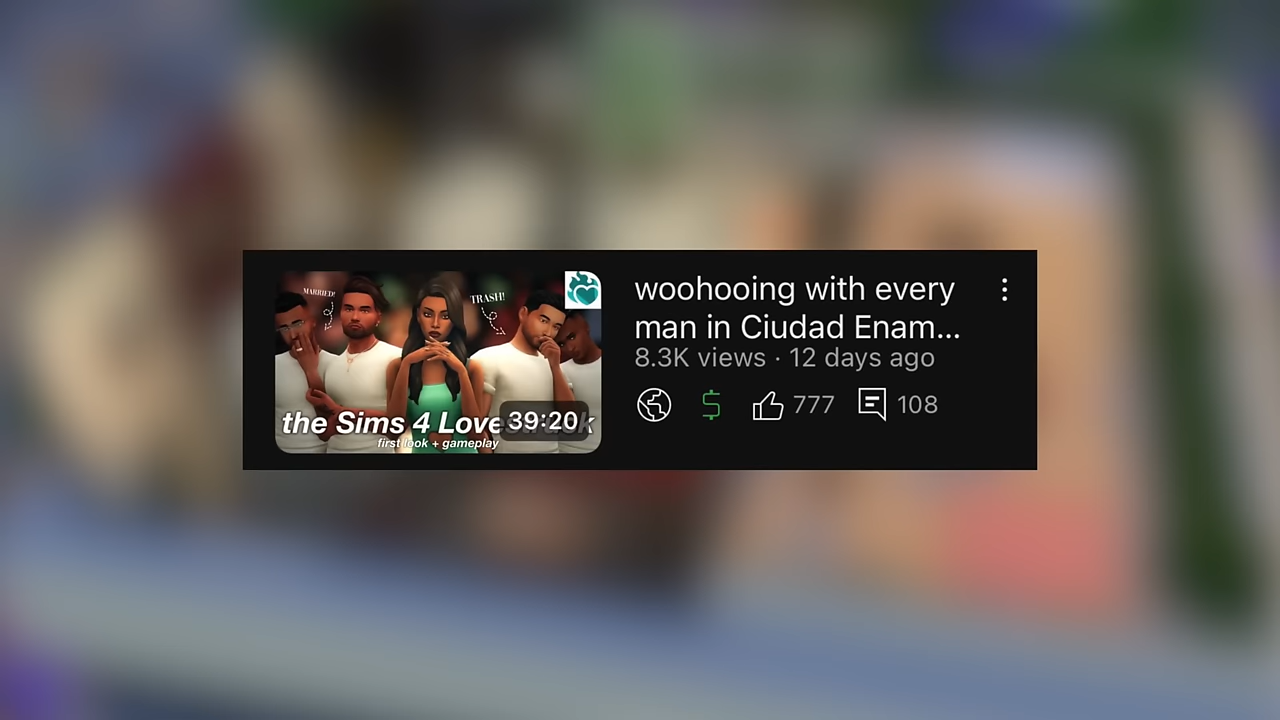 MARRIED!
TRASH!
the Sims 4 Lovestruck
first look + gameplay
39:20
woohooing with every
man in Ciudad Enam...
8.3K views · 12 days ago
777
108